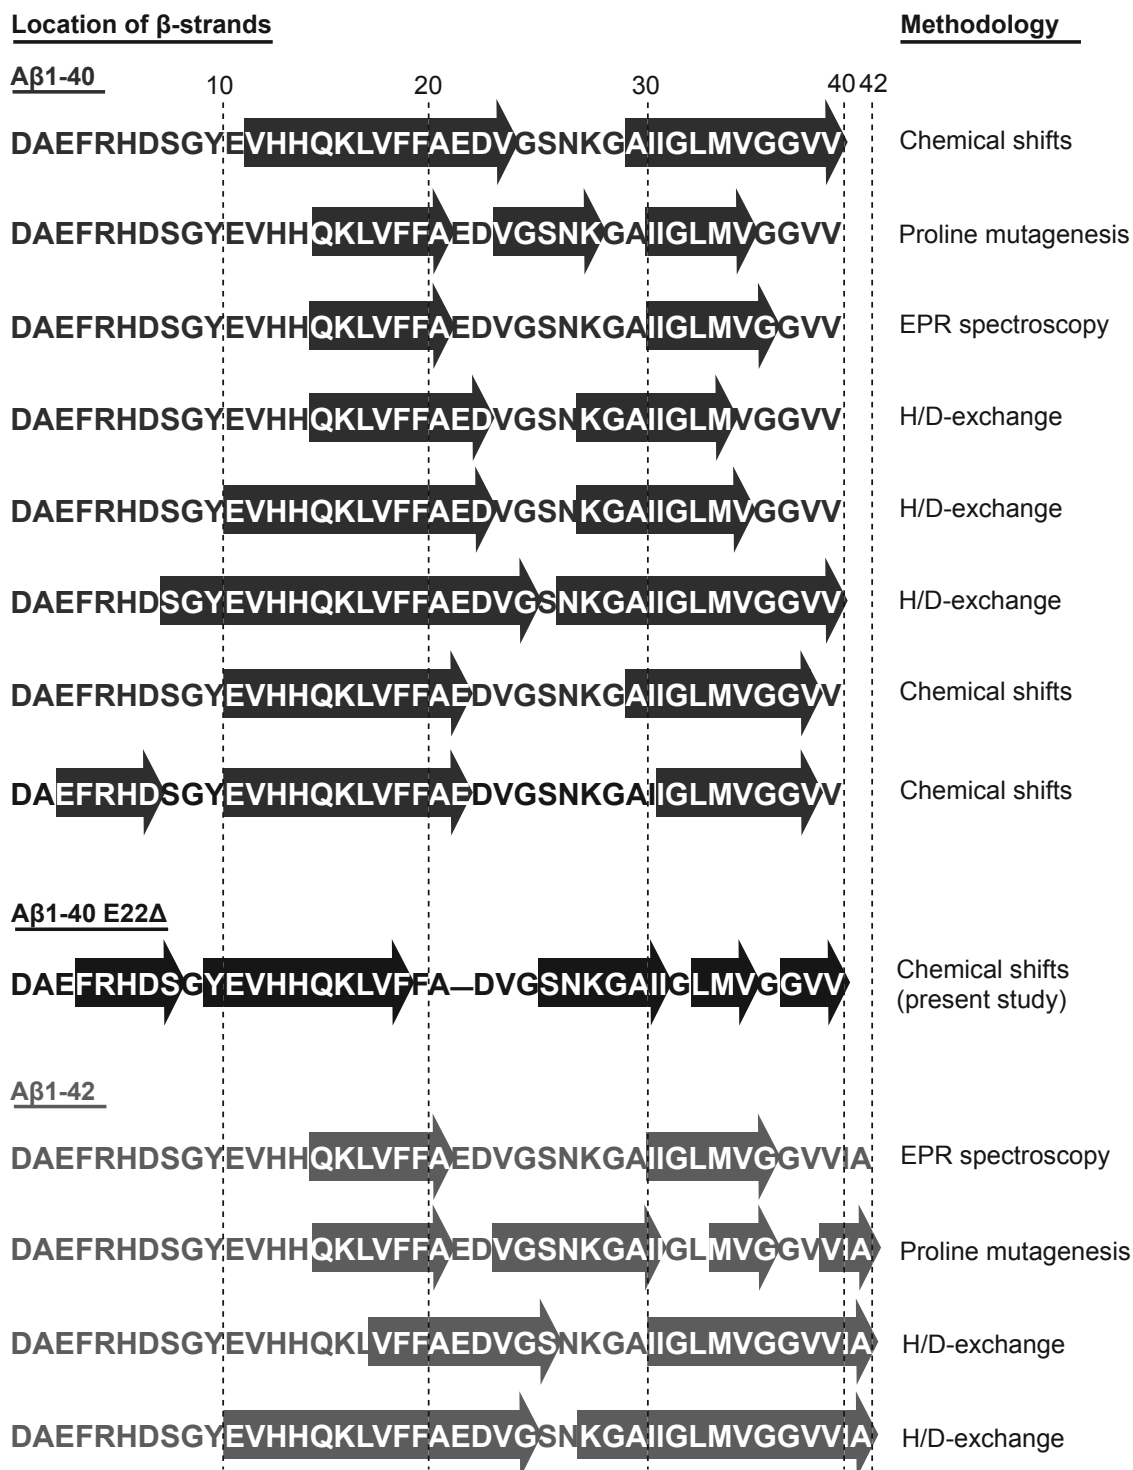 Location of β-strands Methodology
Aβ1-40 10 20 30 40 42
DAEFRHDSGYEVHHQKLVFFAEDVGSNKGAIIGLMVGGVV Chemical shifts
DAEFRHDSGYEVHHQKLVFFAEDVGSNKGAIIGLMVGGVV Proline mutagenesis
DAEFRHDSGYEVHHQKLVFFAEDVGSNKGAIIGLMVGGVV EPR spectroscopy
DAEFRHDSGYEVHHQKLVFFAEDVGSNKGAIIGLMVGGVV H/D-exchange
DAEFRHDSGYEVHHQKLVFFAEDVGSNKGAIIGLMVGGVV H/D-exchange
DAEFRHDSGYEVHHQKLVFFAEDVGSNKGAIIGLMVGGVV H/D-exchange
DAEFRHDSGYEVHHQKLVFFAEDVGSNKGAIIGLMVGGVV Chemical shifts
DAEFRHDSGYEVHHQKLVFFAEDVGSNKGAIIGLMVGGVV Chemical shifts
Aβ1-40 E22Δ
DAEFRHDSGYEVHHQKLVFFA–DVGSNKGAIIGLMVGGVV Chemical shifts
(present study)
Aβ1-42
DAEFRHDSGYEVHHQKLVFFAEDVGSNKGAIIGLMVGGVVIA EPR spectroscopy
DAEFRHDSGYEVHHQKLVFFAEDVGSNKGAIIGLMVGGVVIA Proline mutagenesis
DAEFRHDSGYEVHHQKLVFFAEDVGSNKGAIIGLMVGGVVIA H/D-exchange
DAEFRHDSGYEVHHQKLVFFAEDVGSNKGAIIGLMVGGVVIA H/D-exchange